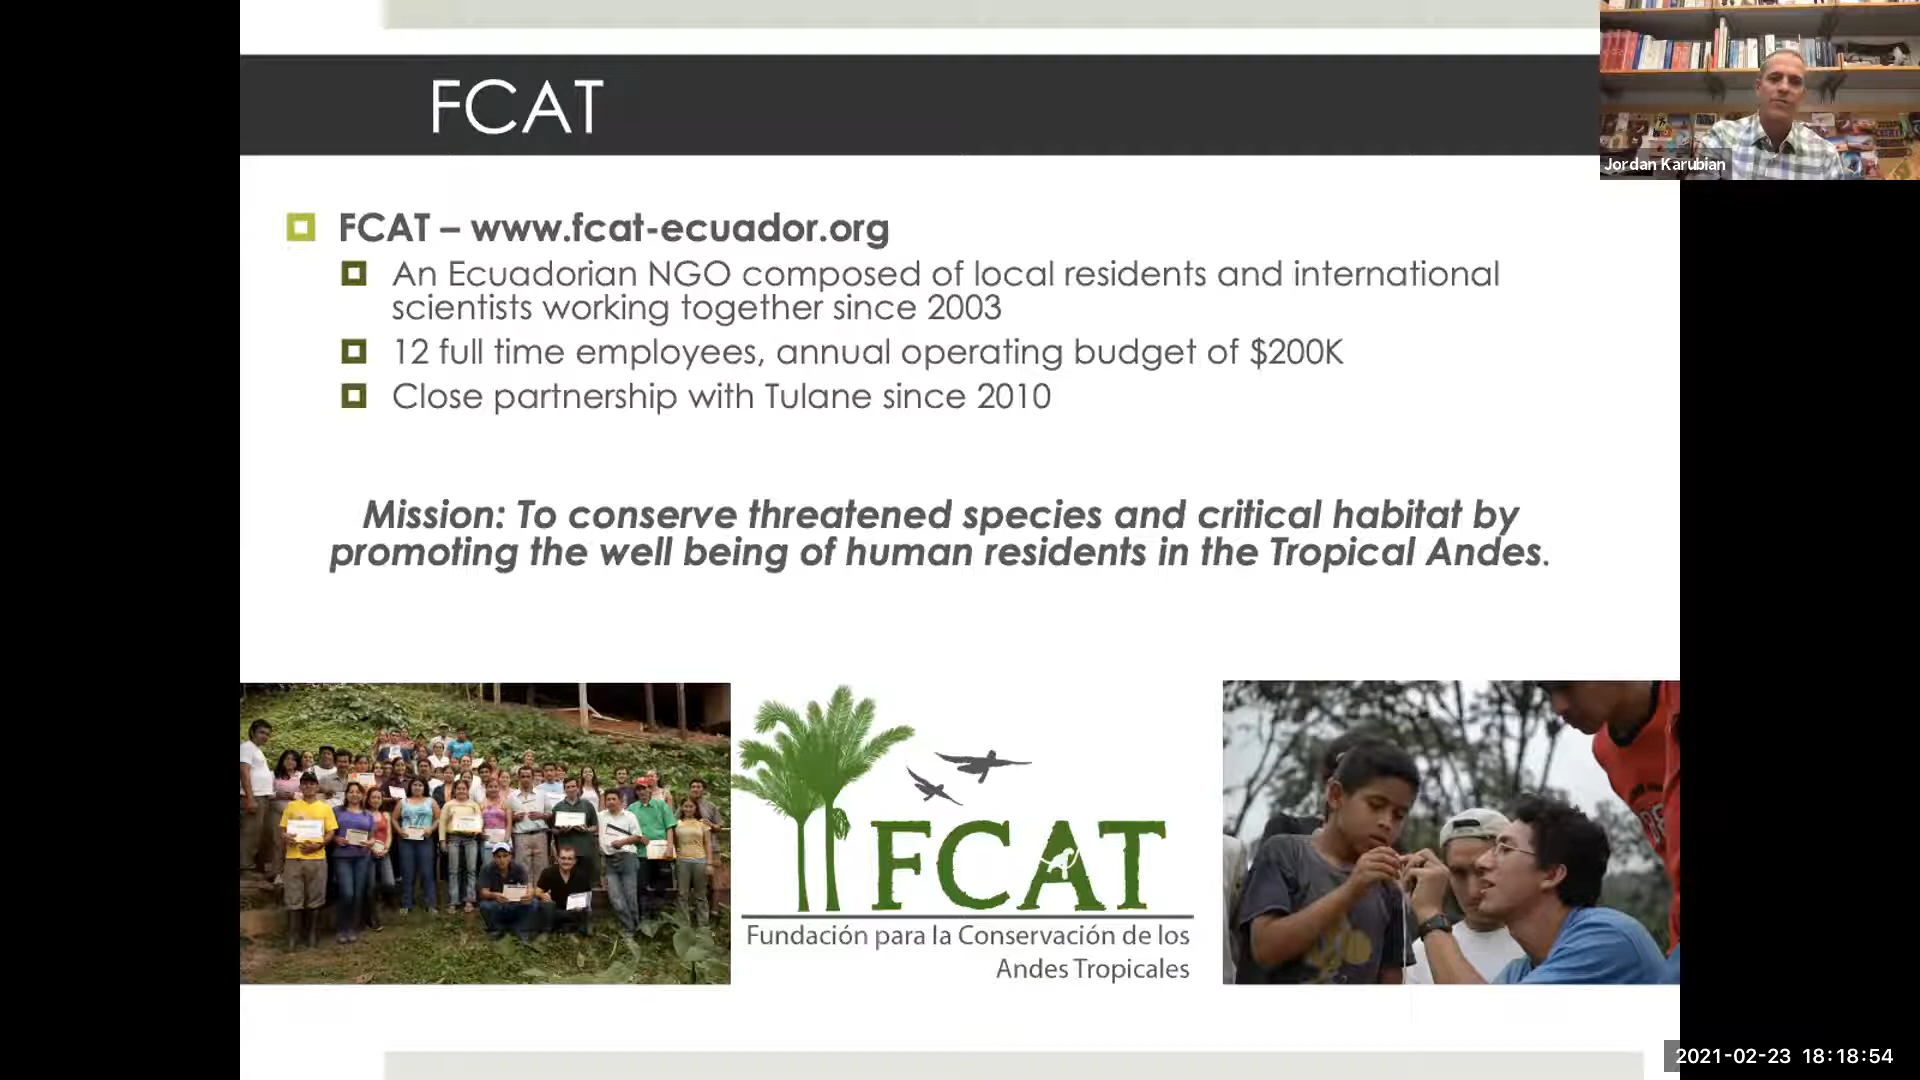 FCAT
Jordan Karubian
FCAT – www.fcat-ecuador.org
An Ecuadorian NGO composed of local residents and international
scientists working together since 2003
12 full time employees, annual operating budget of $200K
Close partnership with Tulane since 2010
Mission: To conserve threatened species and critical habitat by
promoting the well being of human residents in the Tropical Andes.
FCAT
Fundación para la Conservación de los
Andes Tropicales
2021-02-23 18:18:54